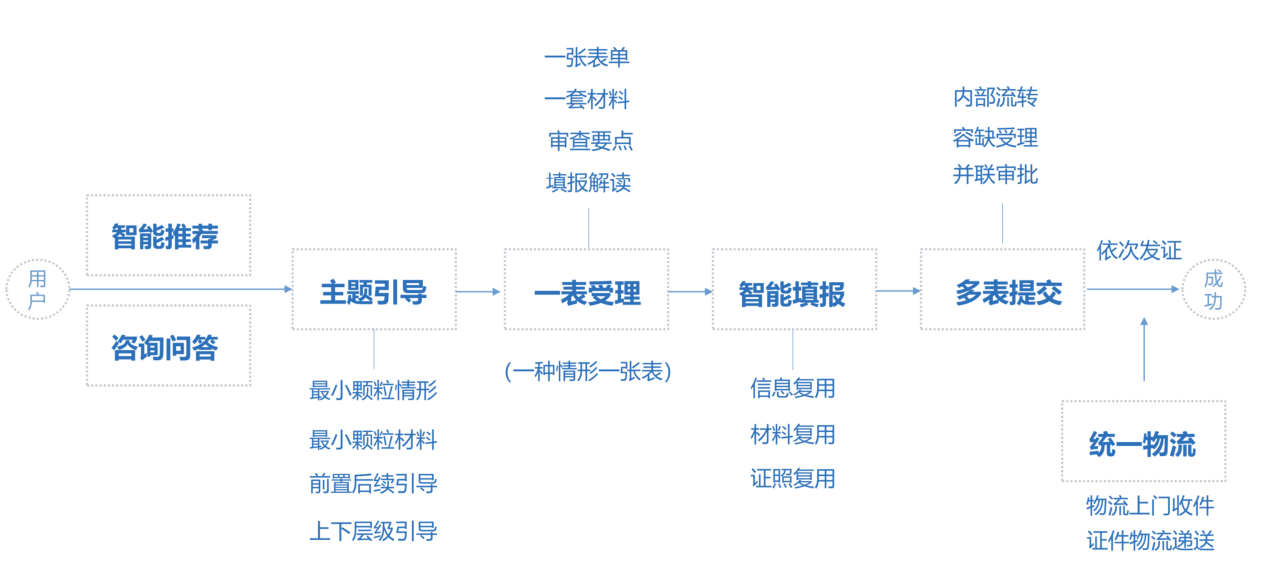 用
户
智能推荐
咨询问答
主题引导
最小颗粒情形
最小颗粒材料
前置后续引导
上下层级引导
一张表单
一套材料
审查要点
填报解读
一表受理
(一种情形一张表)
智能填报
信息复用
材料复用
证照复用
内部流转
容缺受理
并联审批
多表提交
依次发证
成
功
统一物流
物流上门收件
证件物流递送